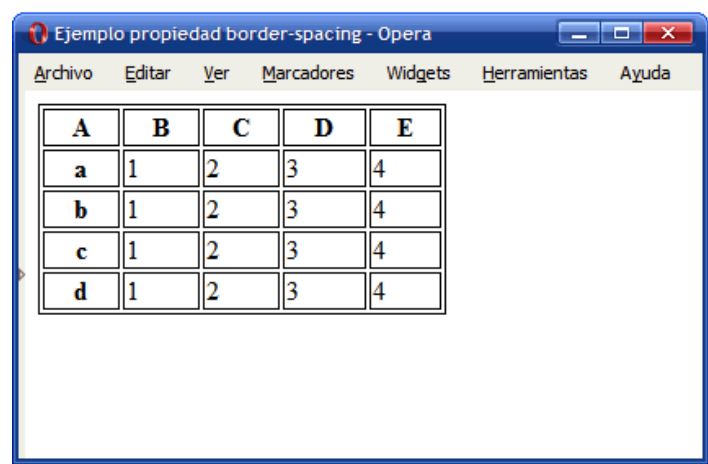 Ejemplo propiedad border-spacing - Opera
Archivo Editar Ver Marcadores Widgets Herramientas Ayuda
A B C D E
a 1 2 3 4
b 1 2 3 4
c 1 2 3 4
d 1 2 3 4